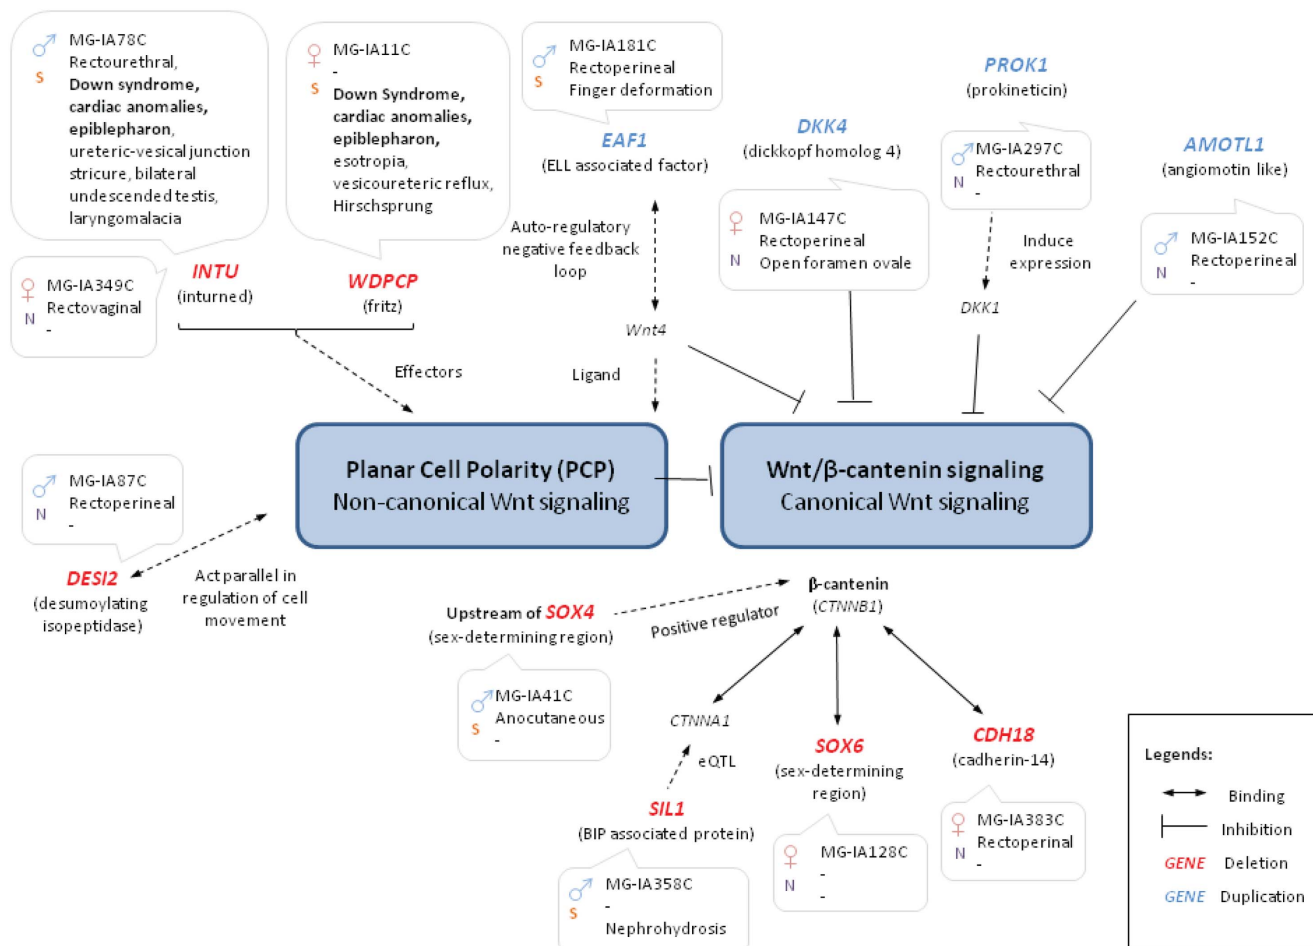 MG-IA78C
Rectourethral,
S
Down syndrome,
cardiac anomalies,
epiblepharon,
ureteric-vesical junction
stricure, bilateral
undescended testis,
laryngomalacia
MG-IA11C
-
S
Down Syndrome,
cardiac anomalies,
epiblepharon,
esotropia,
vesicoureteric reflux,
Hirschsprung
MG-IA181C
Rectoperineal
S
Finger deformation
EAF1
(ELL associated factor)
DKK4
(dickkopf homolog 4)
PROK1
(prokineticin)
MG-IA297C
Rectourethral
N
-
AMOTL1
(angiomotin like)
MG-IA147C
Rectoperineal
N
Open foramen ovale
MG-IA152C
Rectoperineal
N
-
Auto-regulatory
negative feedback
loop
Induce
expression
MG-IA349C
Rectovaginal
N
-
INTU
(inturned)
WDPCP
(fritz)
Wnt4
DKK1
Effectors
Ligand
Planar Cell Polarity (PCP)
Non-canonical Wnt signaling
Wnt/β-cantenin signaling
Canonical Wnt signaling
MG-IA87C
Rectoperineal
N
-
DESI2
(desumoylating
isopeptidase)
Act parallel in
regulation of cell
movement
Upstream of SOX4
(sex-determining region)
Positive regulator
β-cantenin
(CTNNB1)
MG-IA41C
Anocutaneous
S
-
CTNNA1
eQTL
SIL1
(BIP associated protein)
MG-IA358C
-
S
Nephrohydrosis
SOX6
(sex-determining
region)
MG-IA128C
-
N
-
CDH18
(cadherin-14)
MG-IA383C
Rectoperinal
N
-
Legends:
Binding
Inhibition
GENE Deletion
GENE Duplication